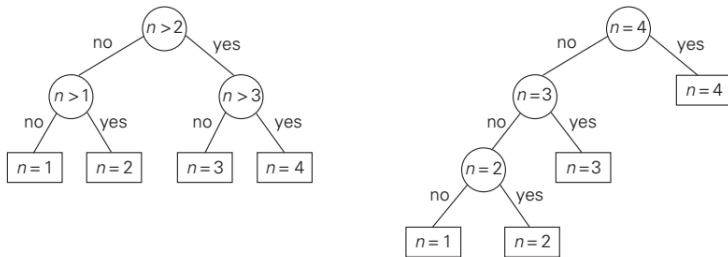 n > 2
no
yes
n > 1
n > 3
no
yes
no
yes
n = 1
n = 2
n = 3
n = 4
n = 4
no
yes
n = 3
n = 4
no
yes
n = 2
n = 3
no
yes
n = 1
n = 2